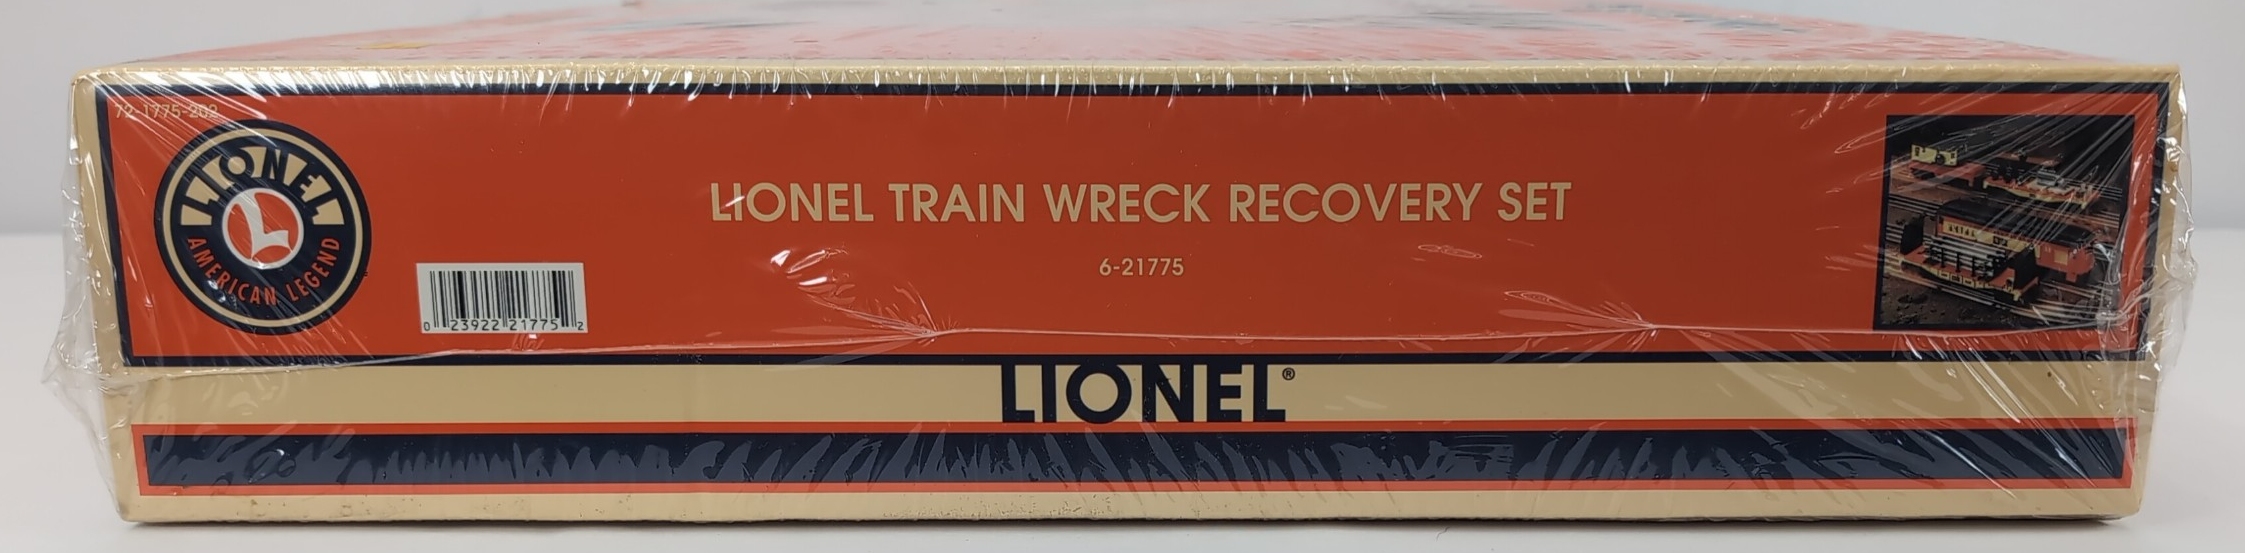 72-1775-202
LIONEL
L
AMERICAN LEGEND
0 23922 21775 2
LIONEL TRAIN WRECK RECOVERY SET
6-21775
LIONEL®